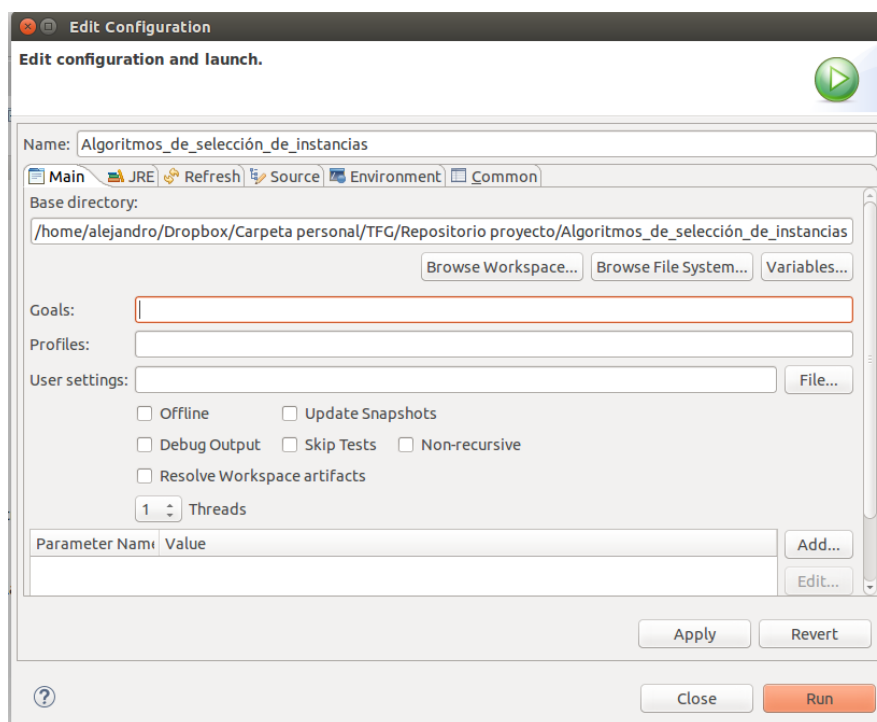 Edit Configuration
Edit configuration and launch.
Name: Algoritmos_de_selección_de_instancias
Main JRE Refresh Source Environment Common
Base directory:
/home/alejandro/Dropbox/Carpeta personal/TFG/Repositorio proyecto/Algoritmos_de_selección_de_instancias
Browse Workspace... Browse File System... Variables...
Goals:
Profiles:
User settings: File...
Offline Update Snapshots
Debug Output Skip Tests Non-recursive
Resolve Workspace artifacts
1 Threads
Parameter Name Value Add...
Edit...
Apply Revert
? Close Run